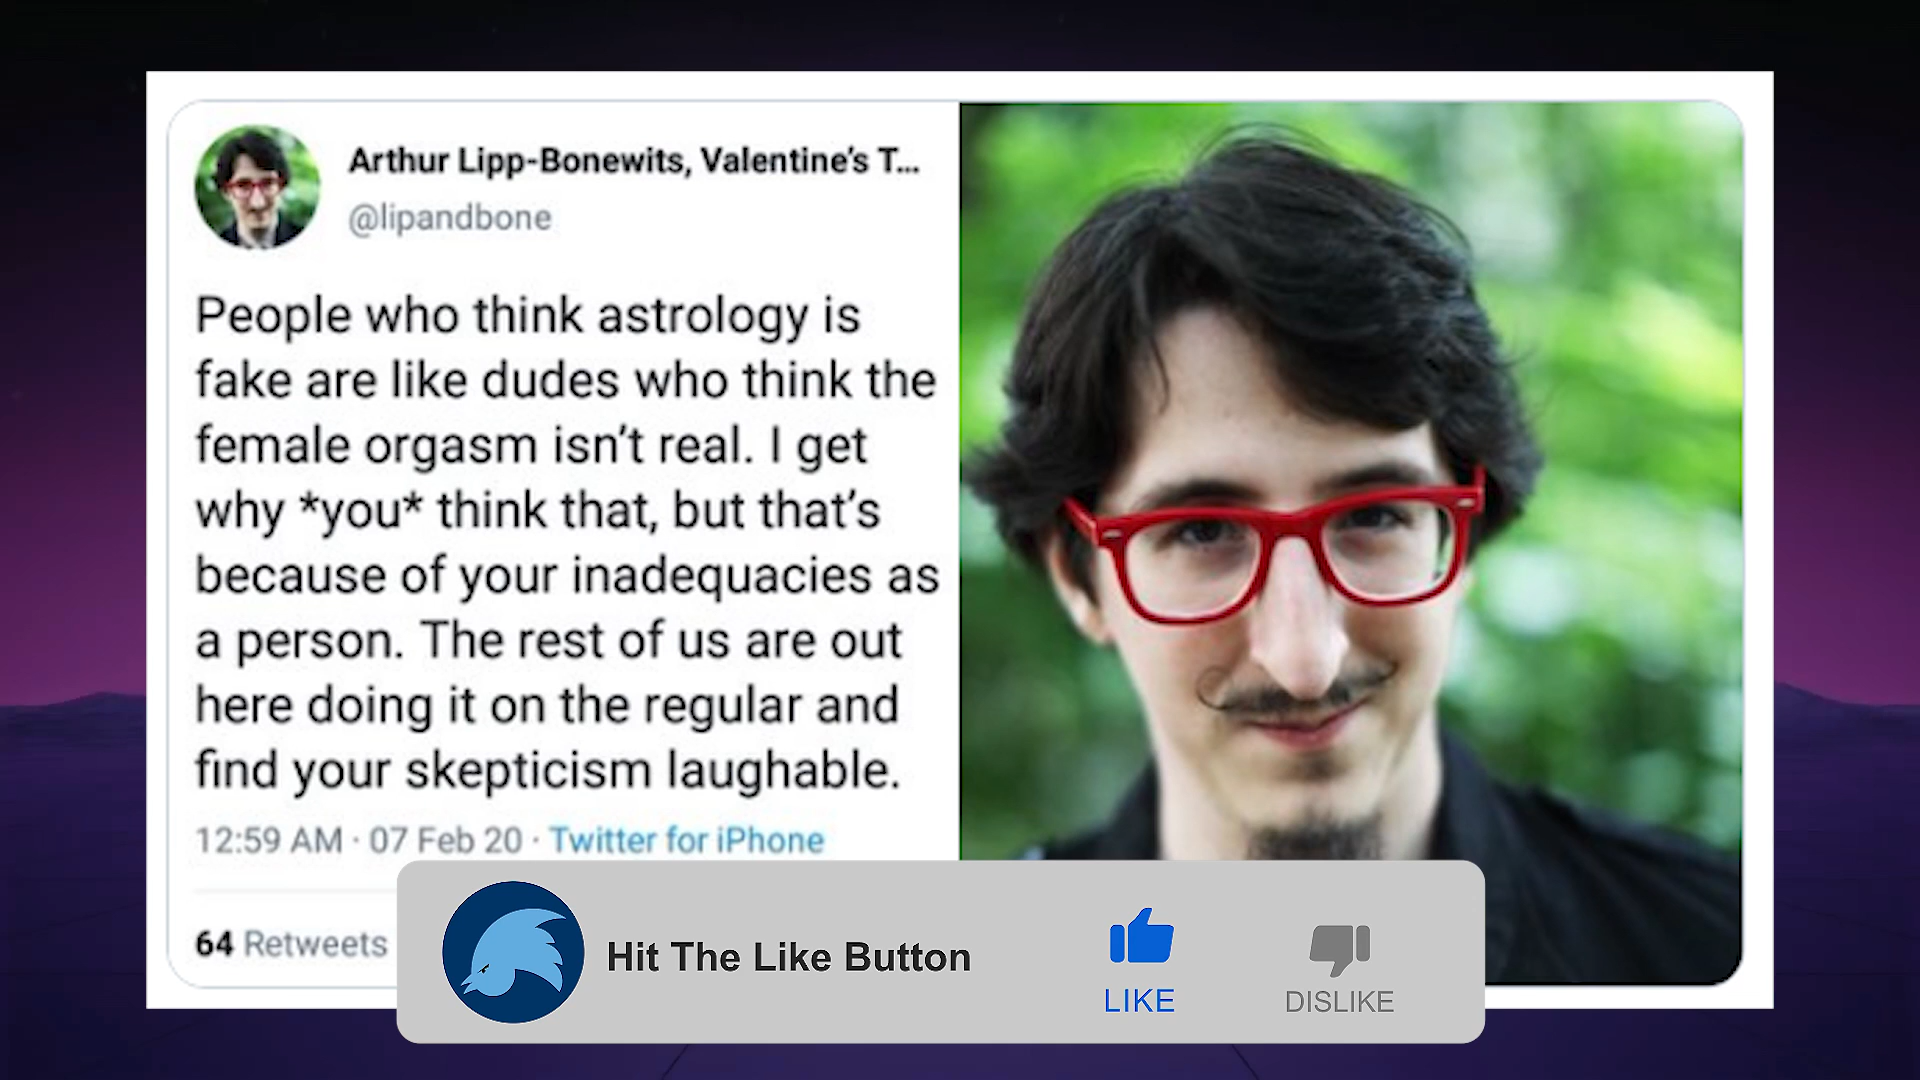 Arthur Lipp-Bonewits, Valentine's T...
@lipandbone
People who think astrology is
fake are like dudes who think the
female orgasm isn't real. I get
why *you* think that, but that's
because of your inadequacies as
a person. The rest of us are out
here doing it on the regular and
find your skepticism laughable.
12:59 AM · 07 Feb 20 · Twitter for iPhone
64 Retweets
Hit The Like Button
LIKE
DISLIKE